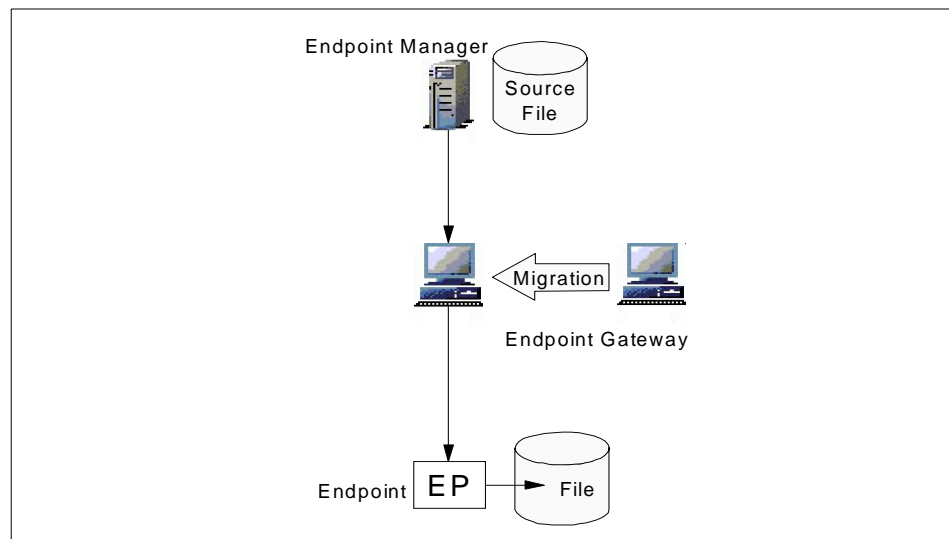 Endpoint Manager
Source
File
Migration
Endpoint Gateway
Endpoint
EP
File